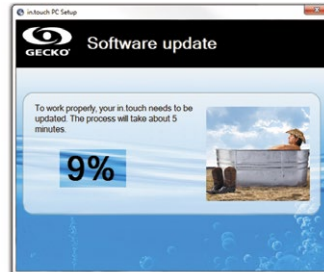 in.touch PC Setup
GECKO®
Software update
To work properly, your in.touch needs to be
updated. The process will take about 5
minutes.
9%